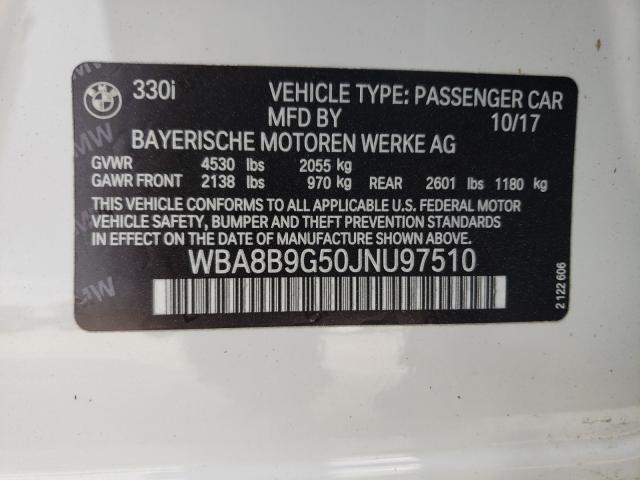 330i VEHICLE TYPE: PASSENGER CAR
MFD BY 10/17
BAYERISCHE MOTOREN WERKE AG
GVWR 4530 lbs 2055 kg
GAWR FRONT 2138 lbs 970 kg REAR 2601 lbs 1180 kg
THIS VEHICLE CONFORMS TO ALL APPLICABLE U.S. FEDERAL MOTOR
VEHICLE SAFETY, BUMPER AND THEFT PREVENTION STANDARDS
IN EFFECT ON THE DATE OF MANUFACTURE SHOWN ABOVE.
WBA8B9G50JNU97510
2 122 606